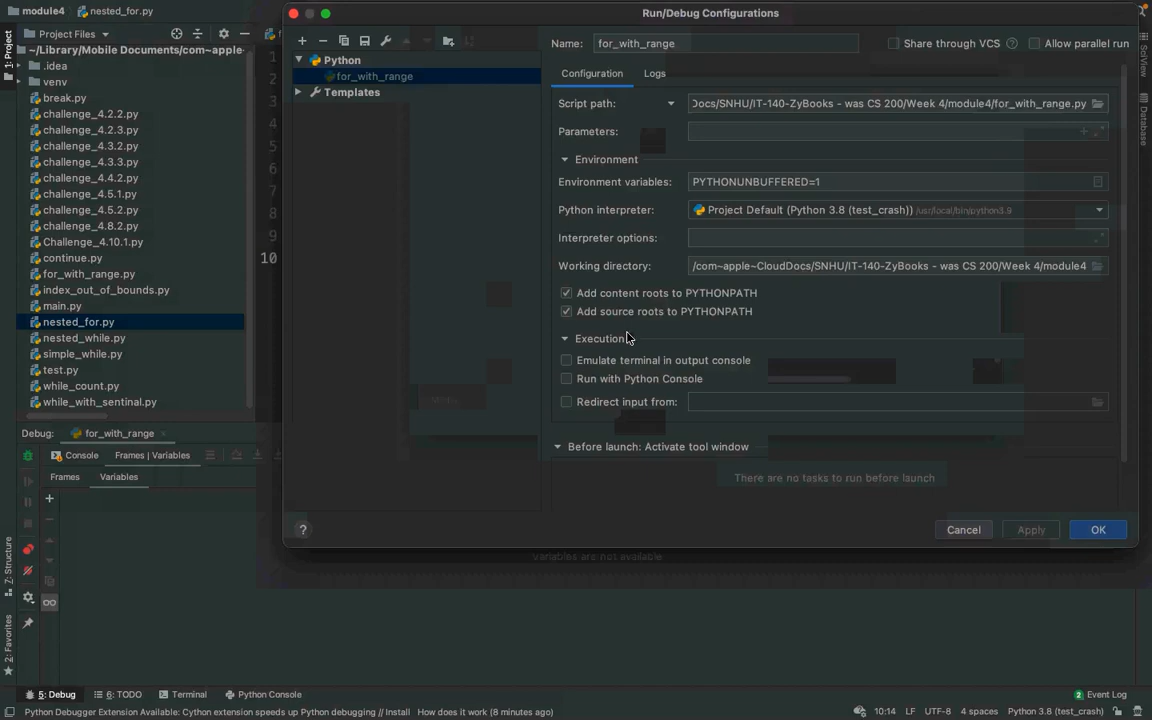 module4 nested_for.py
Run/Debug Configurations
1: Project
Project Files
~/Library/Mobile Documents/com~apple-
.idea
venv
break.py
challenge_4.2.2.py
challenge_4.2.3.py
challenge_4.3.2.py
challenge_4.3.3.py
challenge_4.4.2.py
challenge_4.5.1.py
challenge_4.5.2.py
challenge_4.8.2.py
Challenge_4.10.1.py
continue.py
for_with_range.py
index_out_of_bounds.py
main.py
nested_for.py
nested_while.py
simple_while.py
test.py
while_count.py
while_with_sentinal.py
1
2
3
4
5
6
7
8
9
10
Python
for_with_range
Templates
Name: for_with_range
Share through VCS ? Allow parallel run
Configuration Logs
Script path: Docs/SNHU/IT-140-ZyBooks - was CS 200/Week 4/module4/for_with_range.py
Parameters:
Environment
Environment variables: PYTHONUNBUFFERED=1
Python interpreter: Project Default (Python 3.8 (test_crash)) /usr/local/bin/python3.9
Interpreter options:
Working directory: /com~apple~CloudDocs/SNHU/IT-140-ZyBooks - was CS 200/Week 4/module4
Add content roots to PYTHONPATH
Add source roots to PYTHONPATH
Execution
Emulate terminal in output console
Run with Python Console
Redirect input from:
Before launch: Activate tool window
There are no tasks to run before launch
?
Cancel Apply OK
SciView
Database
Debug: for_with_range
Console Frames | Variables
Frames Variables
Variables are not available
Z: Structure
2: Favorites
5: Debug 6: TODO Terminal Python Console
2 Event Log
Python Debugger Extension Available: Cython extension speeds up Python debugging // Install How does it work (8 minutes ago)
10:14 LF UTF-8 4 spaces Python 3.8 (test_crash)